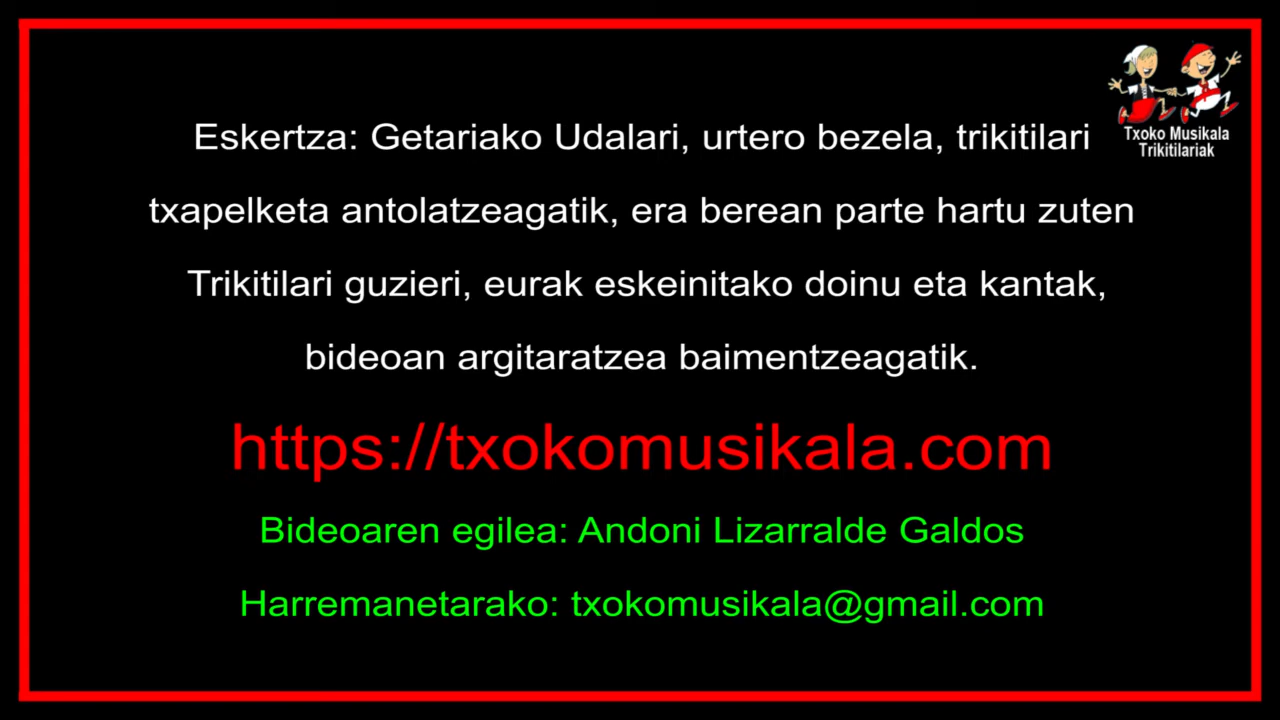 Txoko Musikala
Trikitilariak
Eskertza: Getariako Udalari, urtero bezela, trikitilari
txapelketa antolatzeagatik, era berean parte hartu zuten
Trikitilari guzieri, eurak eskeinitako doinu eta kantak,
bideoan argitaratzea baimentzeagatik.
https://txokomusikala.com
Bideoaren egilea: Andoni Lizarralde Galdos
Harremanetarako: txokomusikala@gmail.com